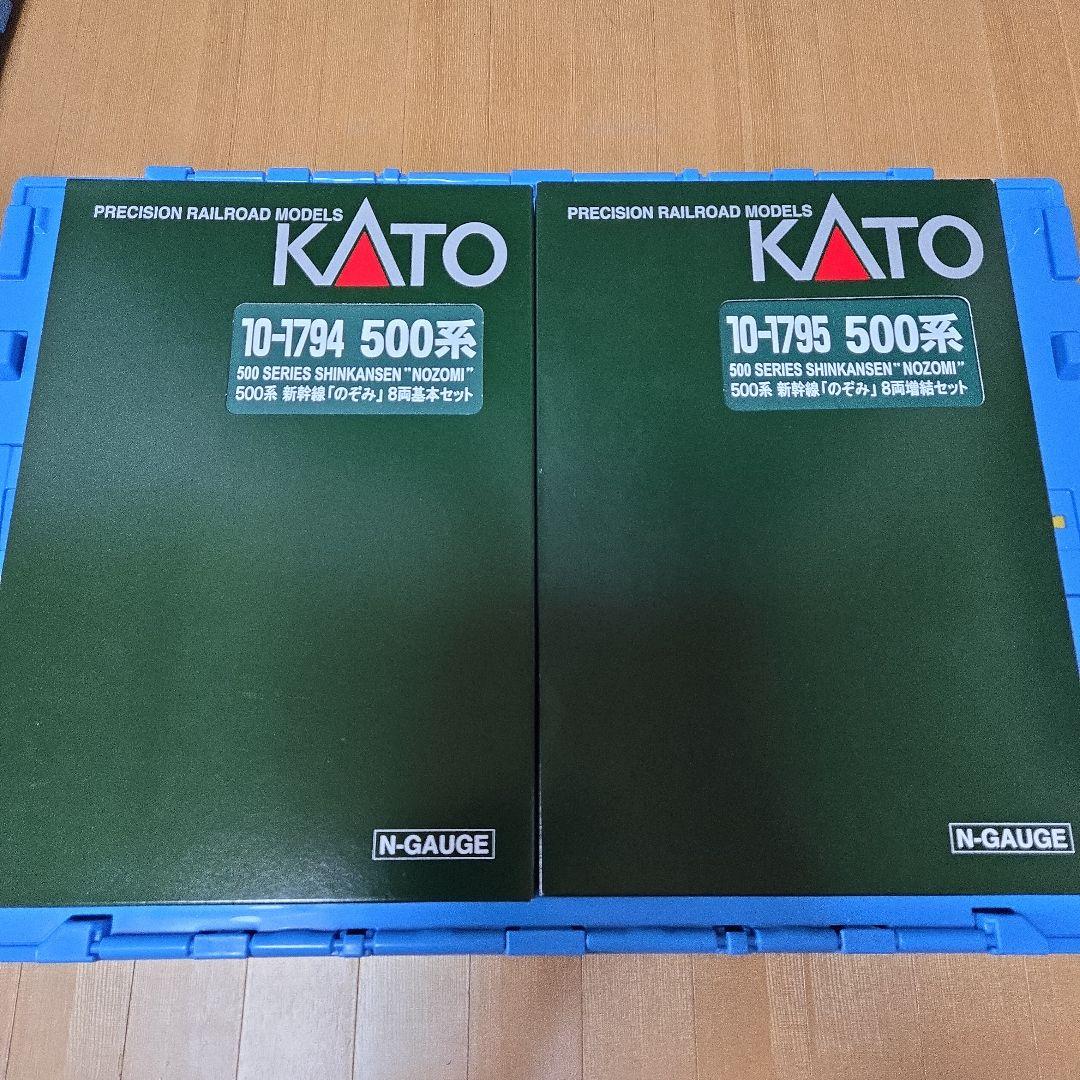 PRECISION RAILROAD MODELS
KATO
10-1794 500系
500 SERIES SHINKANSEN "NOZOMI"
500系 新幹線「のぞみ」 8両基本セット
N-GAUGE
PRECISION RAILROAD MODELS
KATO
10-1795 500系
500 SERIES SHINKANSEN "NOZOMI"
500系 新幹線「のぞみ」 8両増結セット
N-GAUGE